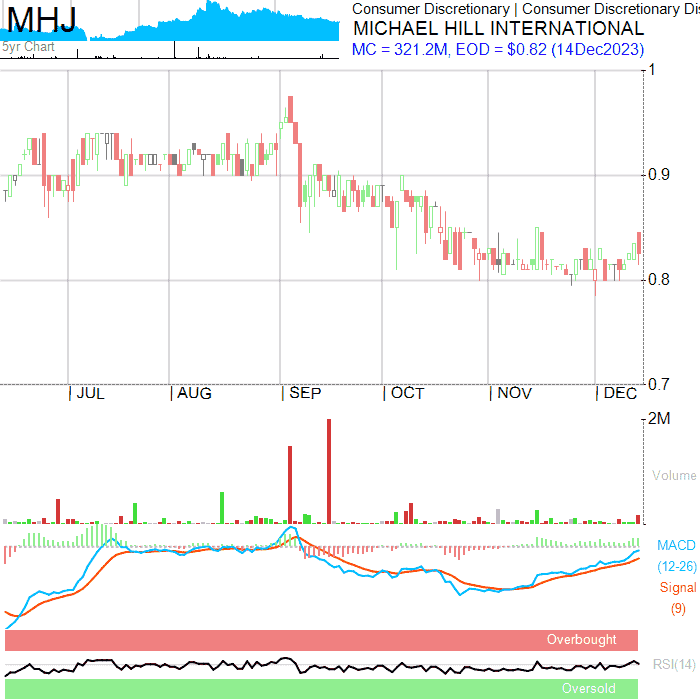 MHJ
5yr Chart
Consumer Discretionary | Consumer Discretionary Dis
MICHAEL HILL INTERNATIONAL
MC = 321.2M, EOD = $0.82 (14Dec2023)
1
0.9
0.8
0.7
| JUL | AUG | SEP | OCT | NOV | DEC
2M
Volume
MACD
(12-26)
Signal
(9)
Overbought
RSI(14)
Oversold